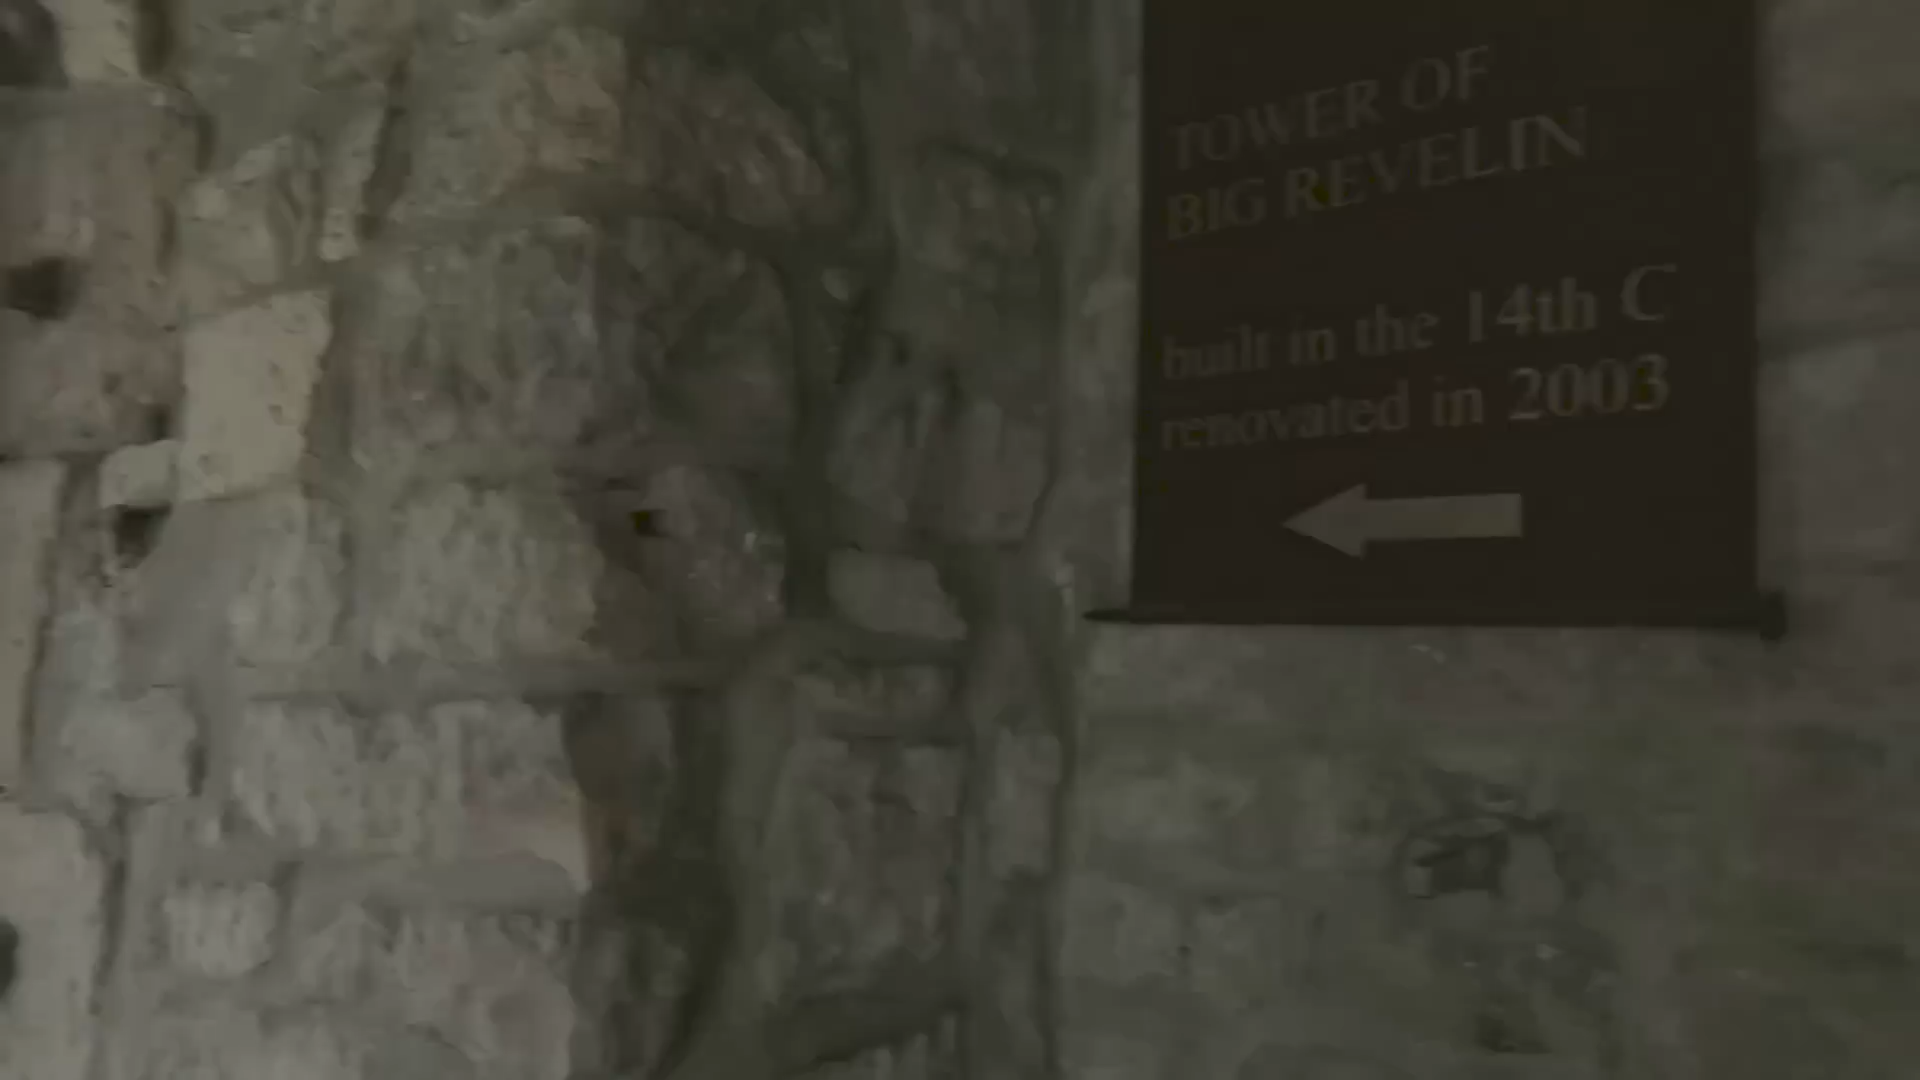 TOWER OF
BIG REVELIN
built in the 14th C
renovated in 2003